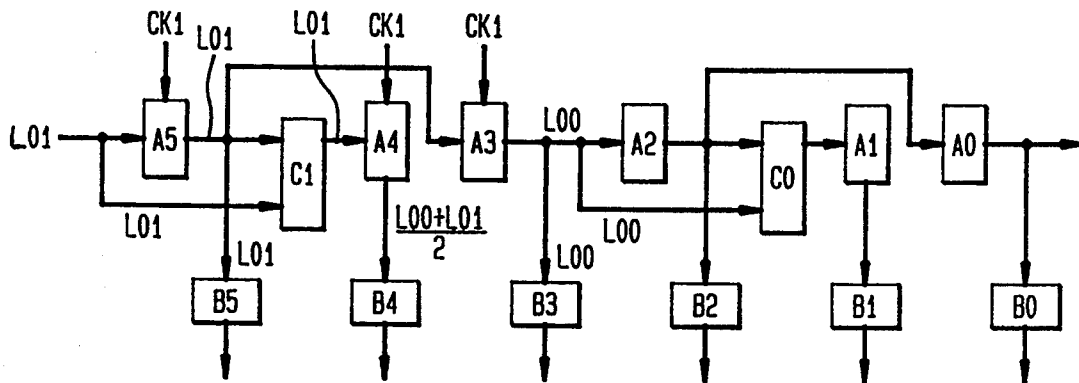 CK1 L01 L01 CK1 CK1
L01 A5 C1 A4 A3 L00 A2 C0 A1 A0
L01 L00+L01 L00
2
L01 L00
B5 B4 B3 B2 B1 B0